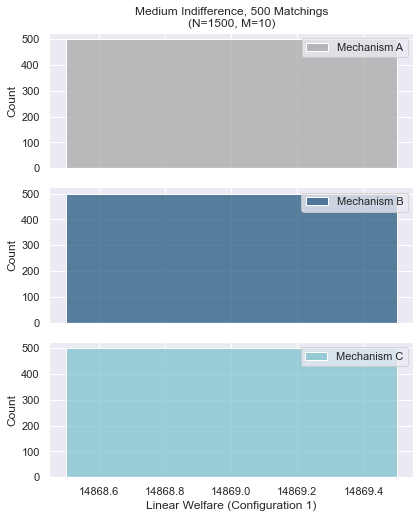 Medium Indifference, 500 Matchings
(N=1500, M=10)
500
400
300
200
100
0
Count
Mechanism A
500
400
300
200
100
0
Count
Mechanism B
500
400
300
200
100
0
Count
Mechanism C
14868.6 14868.8 14869.0 14869.2 14869.4
Linear Welfare (Configuration 1)